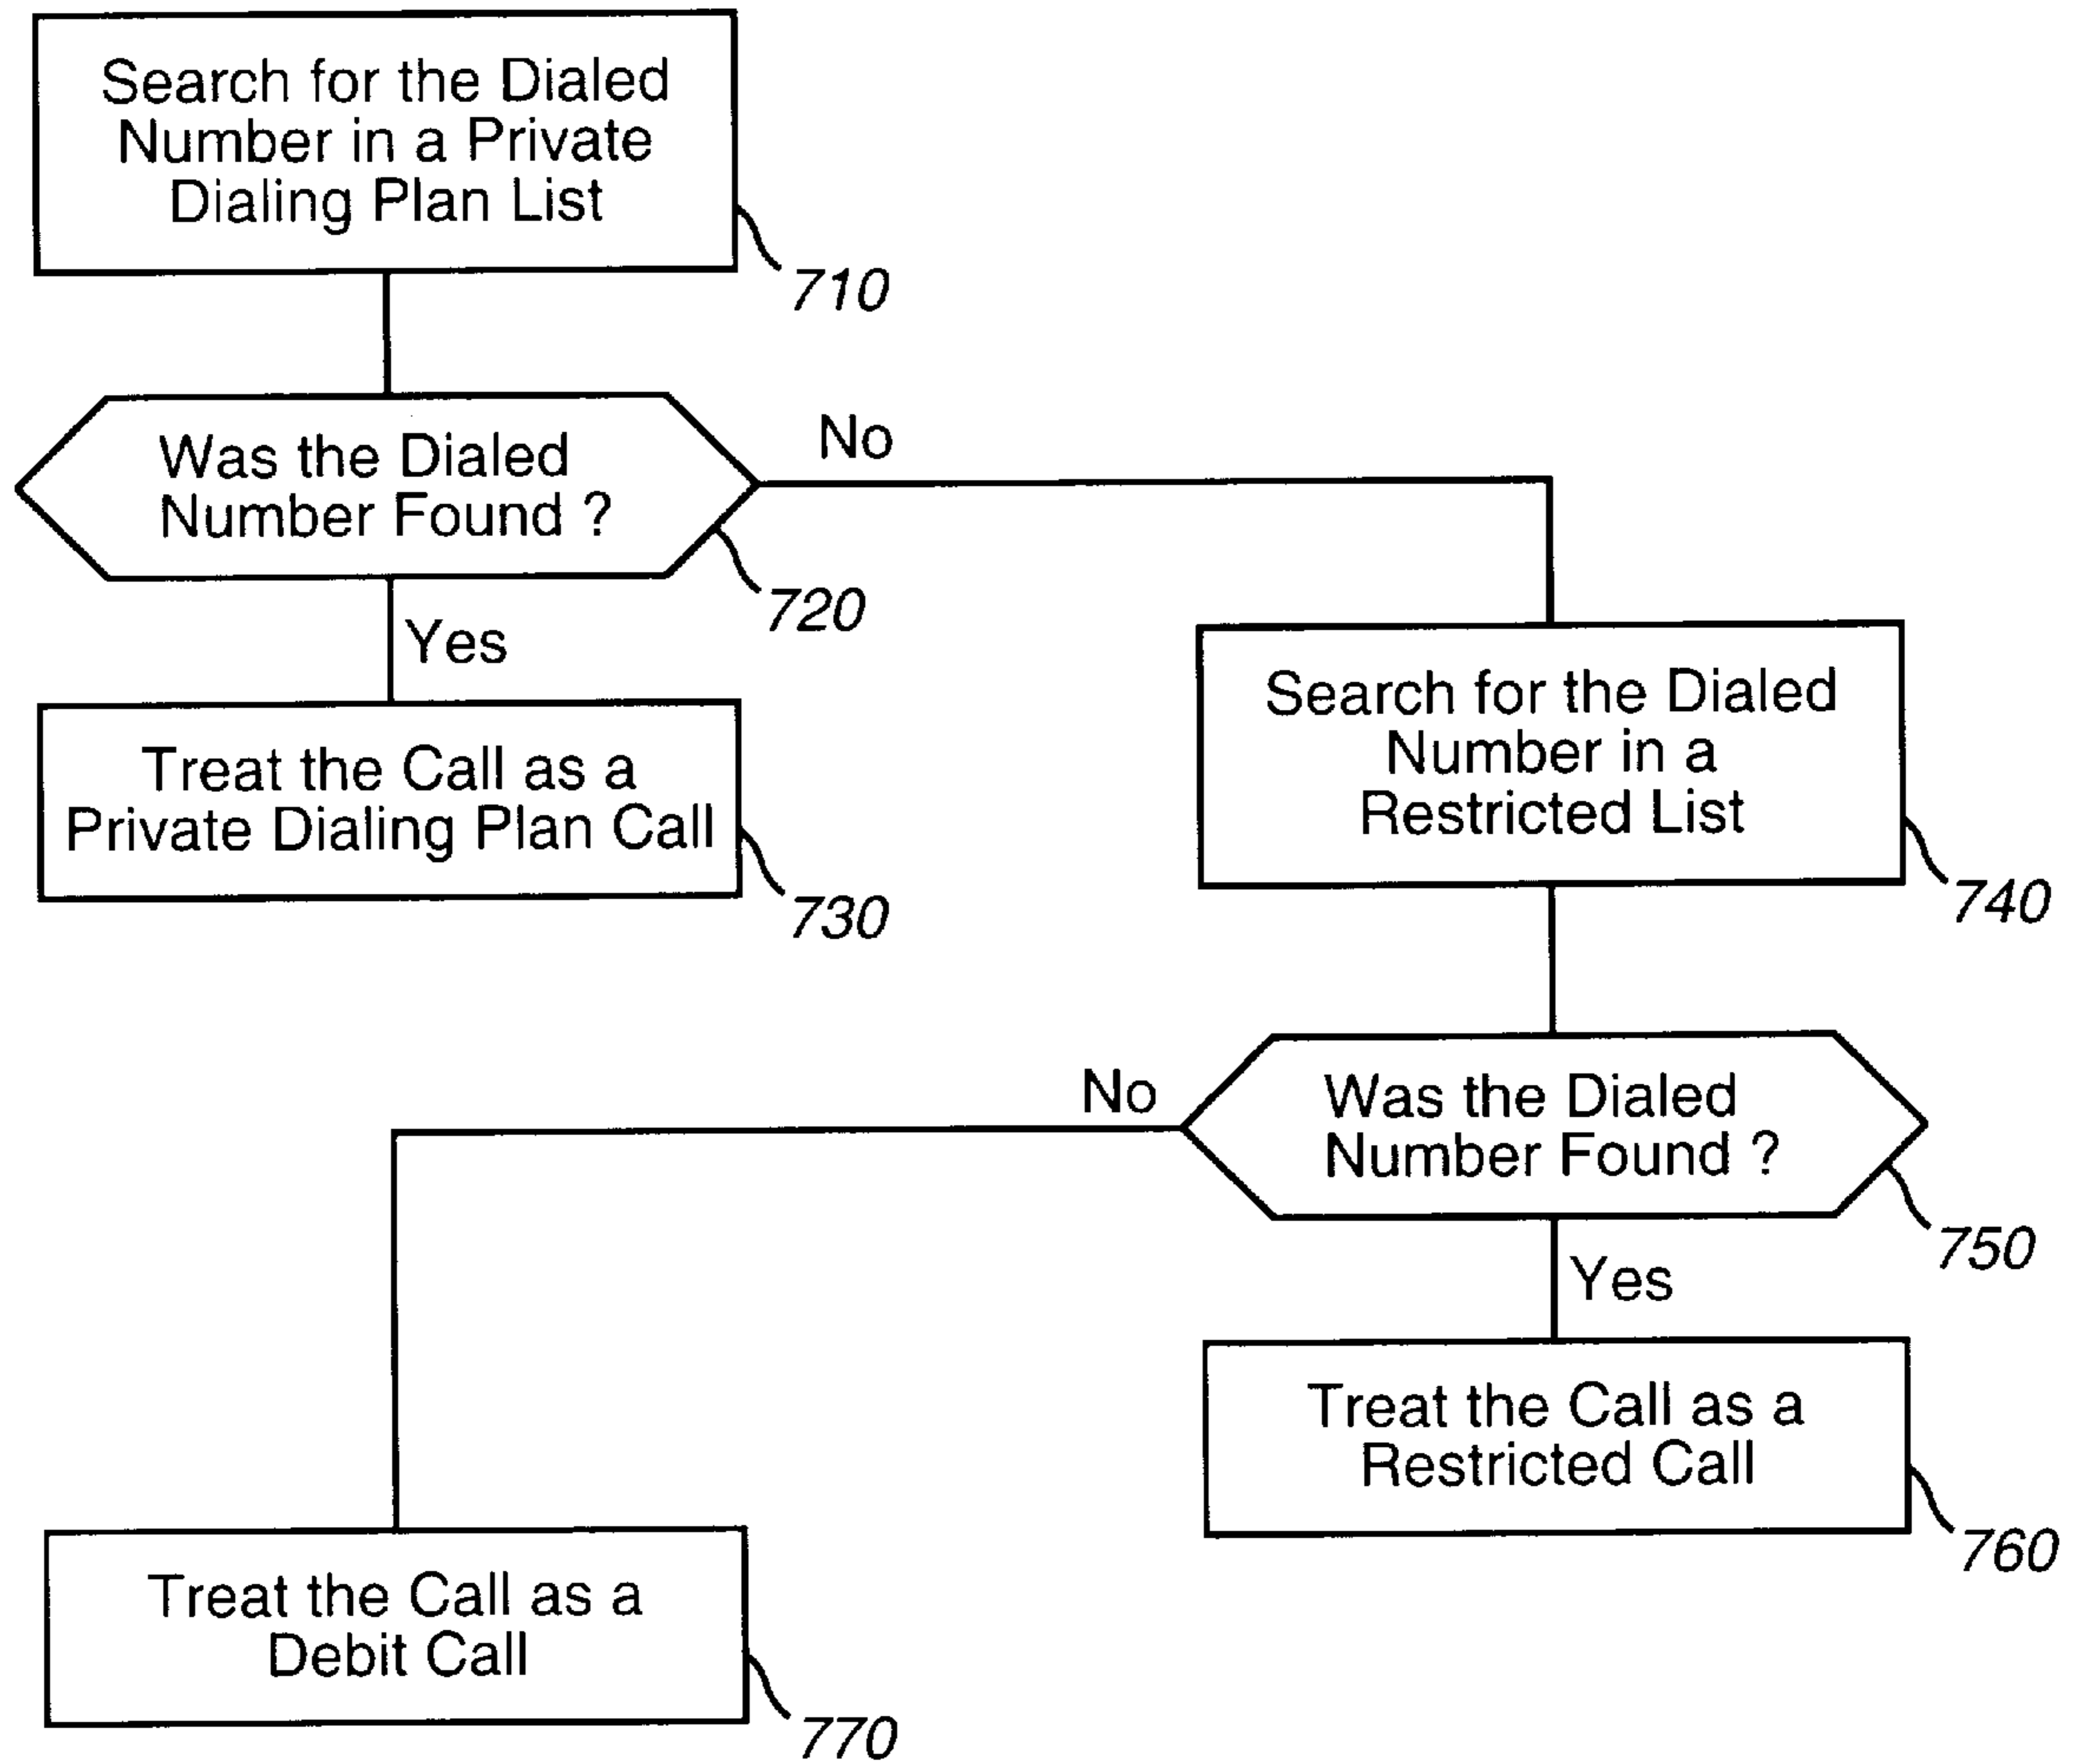 Search for the Dialed
Number in a Private
Dialing Plan List
710
Was the Dialed
Number Found ?
No
720
Yes
Treat the Call as a
Private Dialing Plan Call
730
Search for the Dialed
Number in a
Restricted List
740
Was the Dialed
Number Found ?
No
750
Yes
Treat the Call as a
Restricted Call
760
Treat the Call as a
Debit Call
770